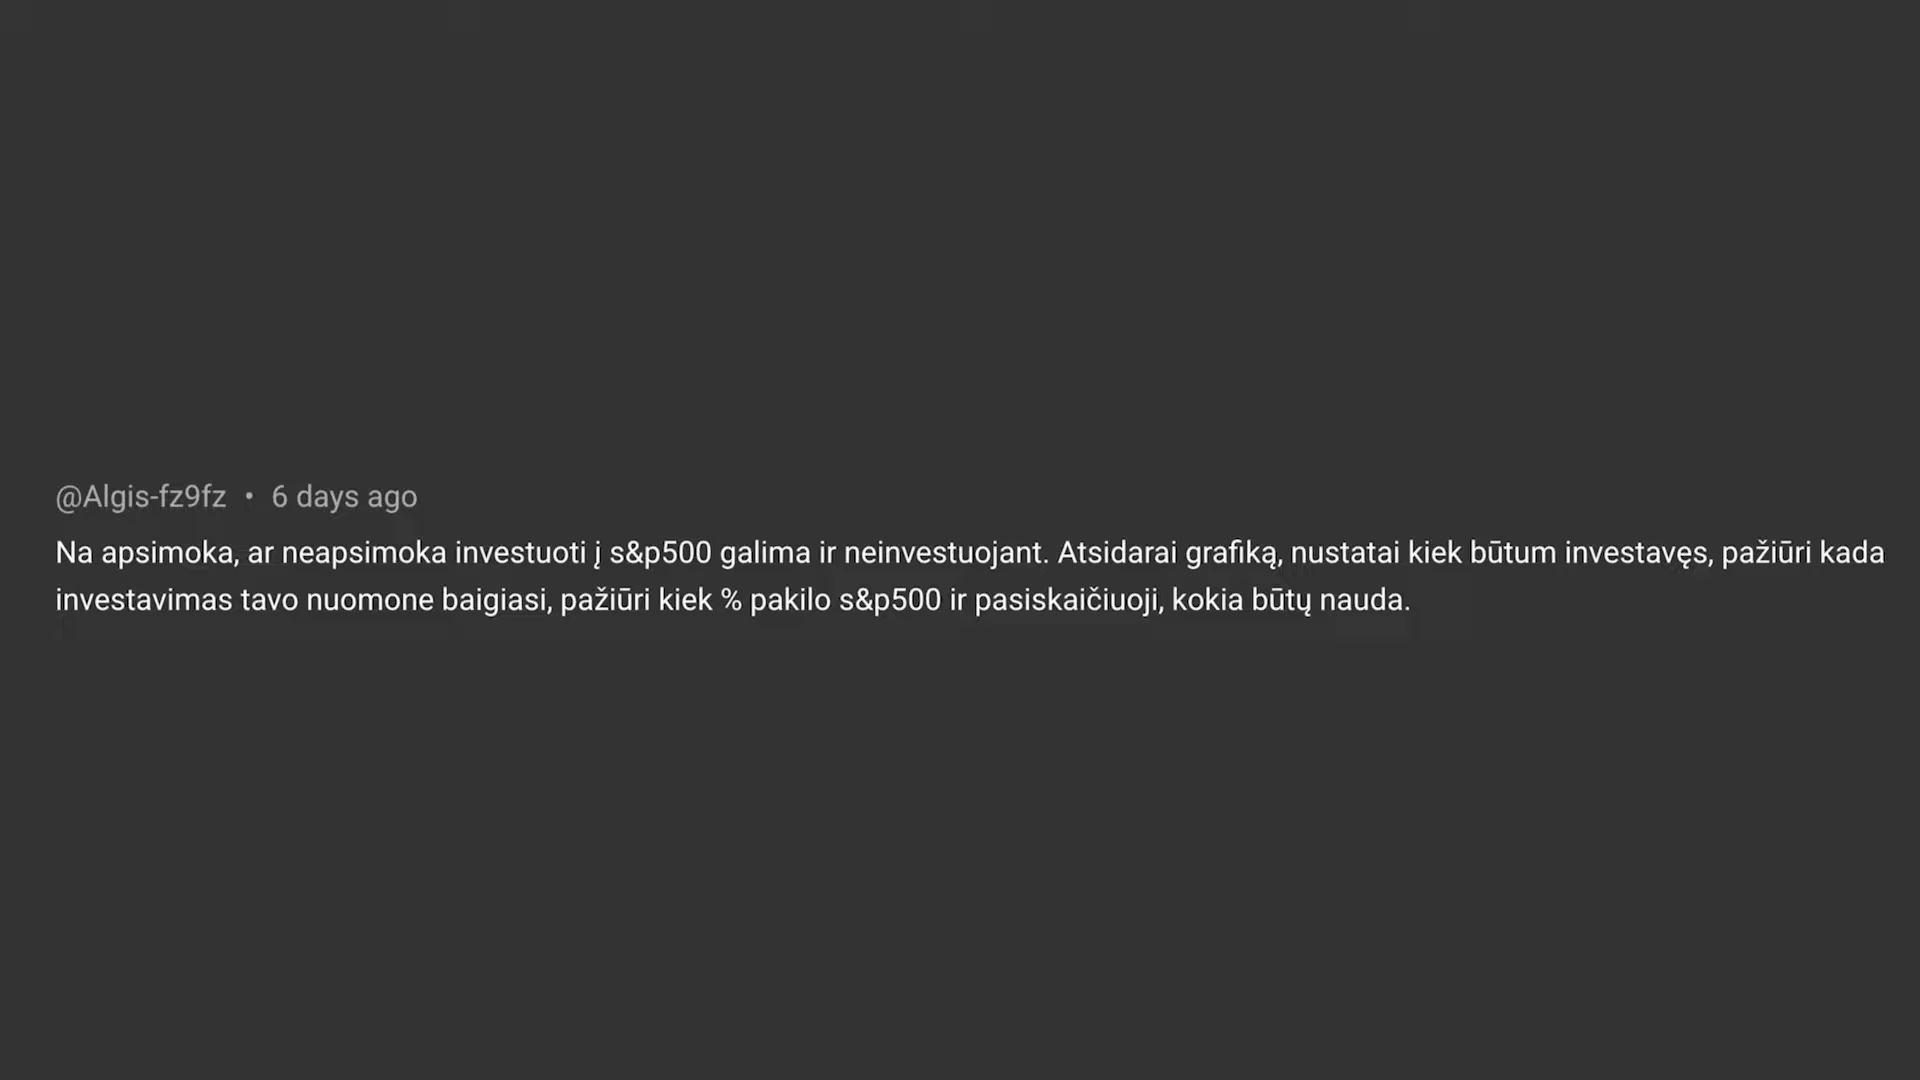 @Algis-fz9fz • 6 days ago
Na apsimoka, ar neapsimoka investuoti į s&p500 galima ir neinvestuojant. Atsidarai grafiką, nustatai kiek būtum investavęs, pažiūri kada
investavimas tavo nuomone baigiasi, pažiūri kiek % pakilo s&p500 ir pasiskaičiuoji, kokia būtų nauda.